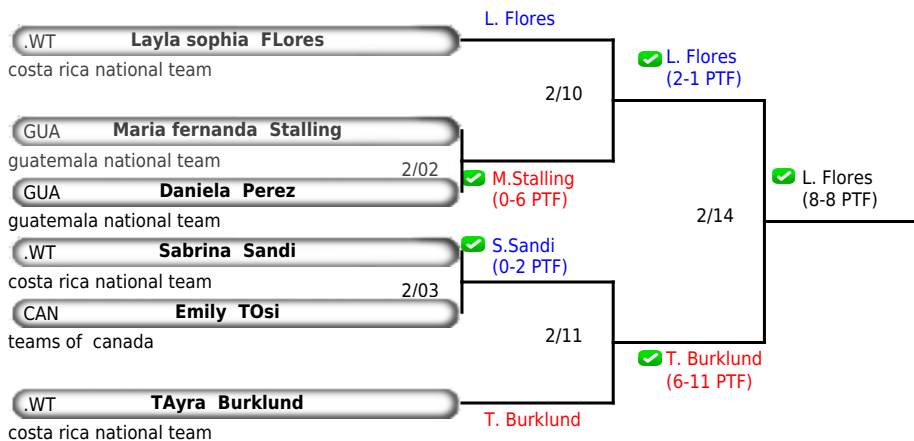 L. Flores
.WT Layla sophia FLores
costa rica national team
L. Flores
(2-1 PTF)
2/10
GUA Maria fernanda Stalling
guatemala national team
2/02
M.Stalling
(0-6 PTF)
GUA Daniela Perez
guatemala national team
L. Flores
(8-8 PTF)
2/14
.WT Sabrina Sandi
costa rica national team
S.Sandi
(0-2 PTF)
2/03
CAN Emily TOsi
teams of canada
2/11
T. Burklund
(6-11 PTF)
.WT TAyra Burklund
costa rica national team
T. Burklund